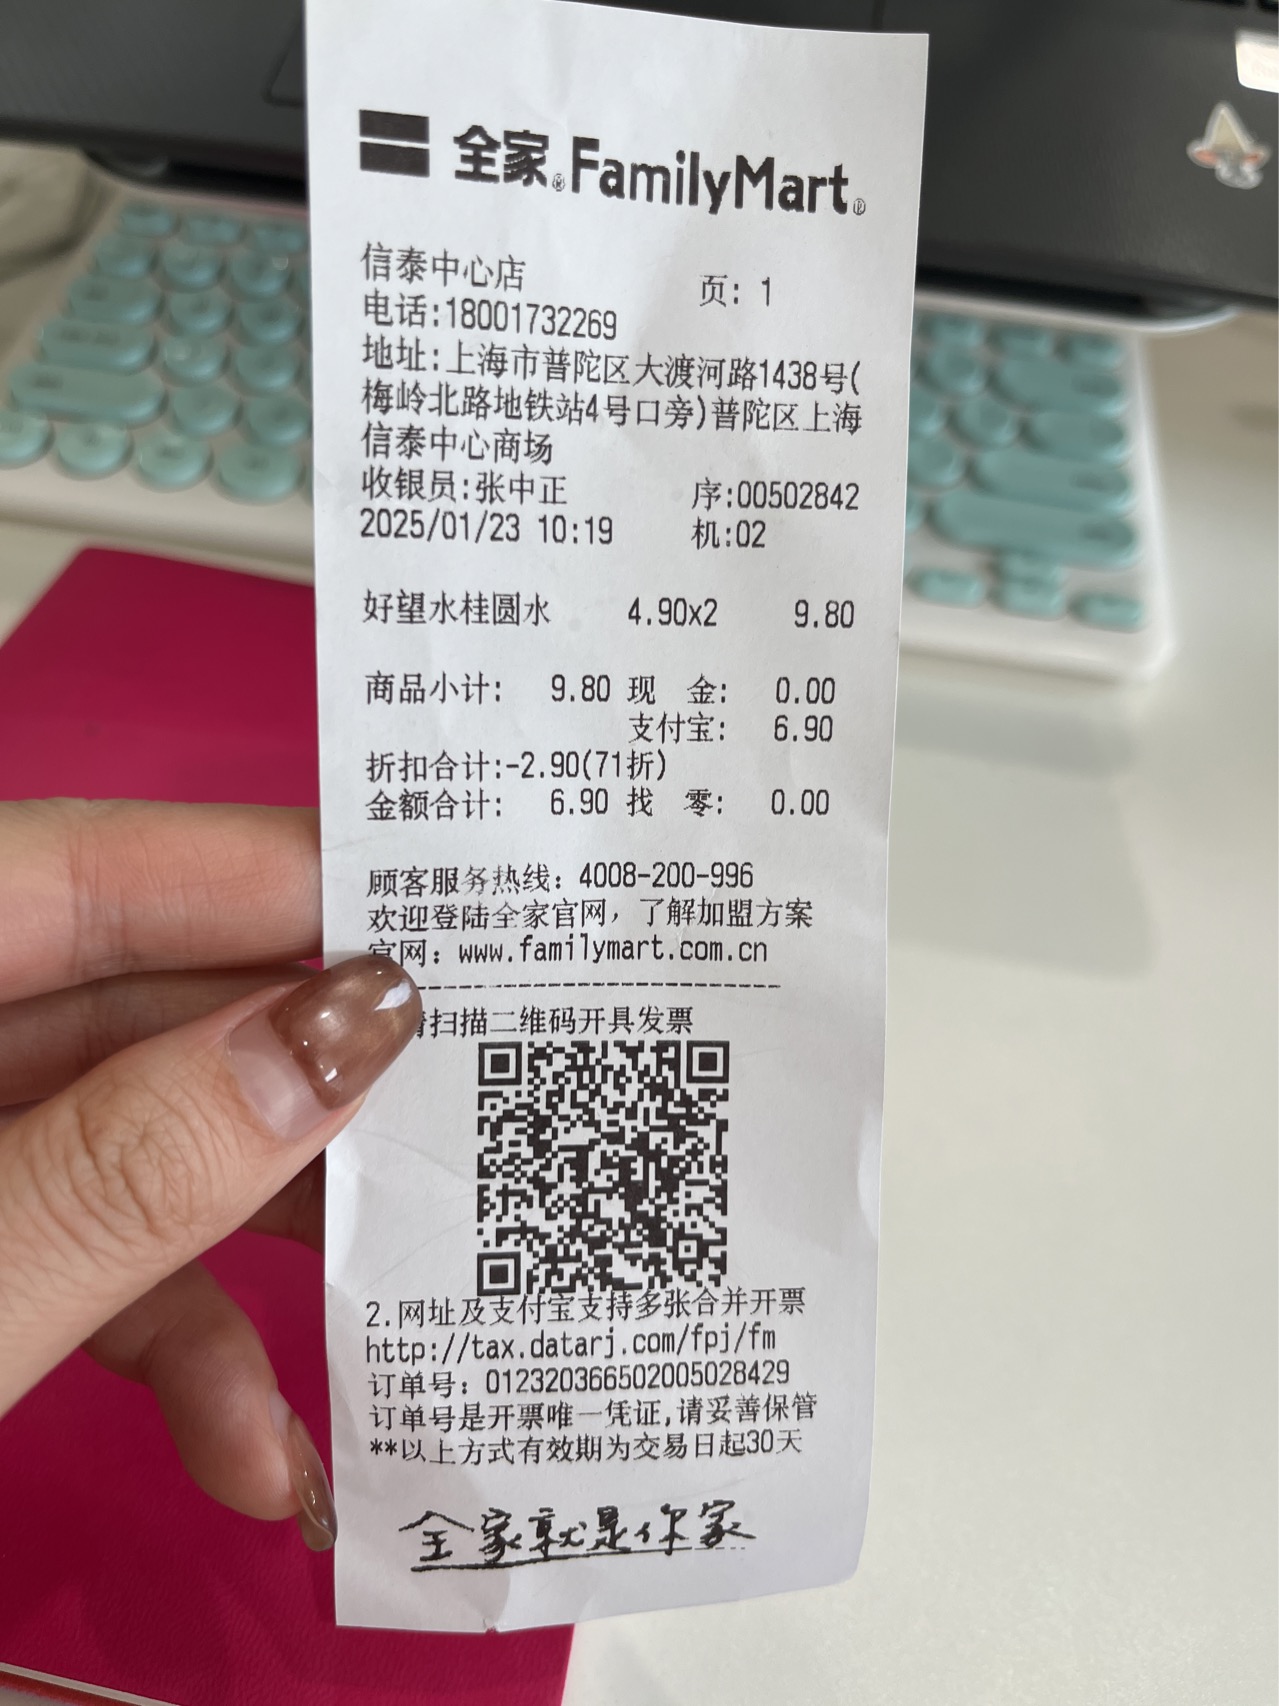 全家®FamilyMart®
信泰中心店 页: 1
电话:18001732269
地址:上海市普陀区大渡河路1438号(
梅岭北路地铁站4号口旁)普陀区上海
信泰中心商场
收银员:张中正 序:00502842
2025/01/23 10:19 机:02
好望水桂圆水 4.90x2 9.80
商品小计: 9.80 现 金: 0.00
支付宝: 6.90
折扣合计:-2.90(71折)
金额合计: 6.90 找 零: 0.00
顾客服务热线: 4008-200-996
欢迎登陆全家官网，了解加盟方案
官网: www.familymart.com.cn
请扫描二维码开具发票
2.网址及支付宝支持多张合并开票
http://tax.datarj.com/fpj/fm
订单号: 012320366502005028429
订单号是开票唯一凭证,请妥善保管
**以上方式有效期为交易日起30天
全家就是你家